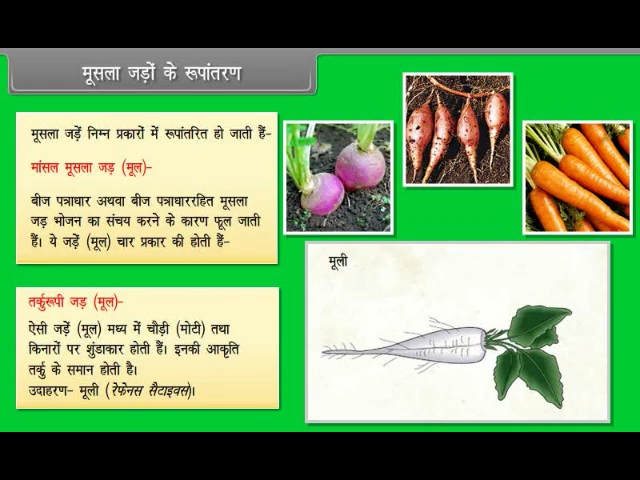 मूसला जड़ों के रूपांतरण
मूसला जड़ें निम्न प्रकारों में रूपांतरित हो जाती हैं-
मांसल मूसला जड़ (मूल)-
बीज पत्राधार अथवा बीज पत्राधाररहित मूसला
जड़ भोजन का संचय करने के कारण फूल जाती
हैं। ये जड़ें (मूल) चार प्रकार की होती हैं-
तर्कुरूपी जड़ (मूल)-
ऐसी जड़ें (मूल) मध्य में चौड़ी (मोटी) तथा
किनारों पर शुंडाकार होती हैं। इनकी आकृति
तर्कु के समान होती है।
उदाहरण- मूली (रेफेनस सैटाइवस)।
मूली